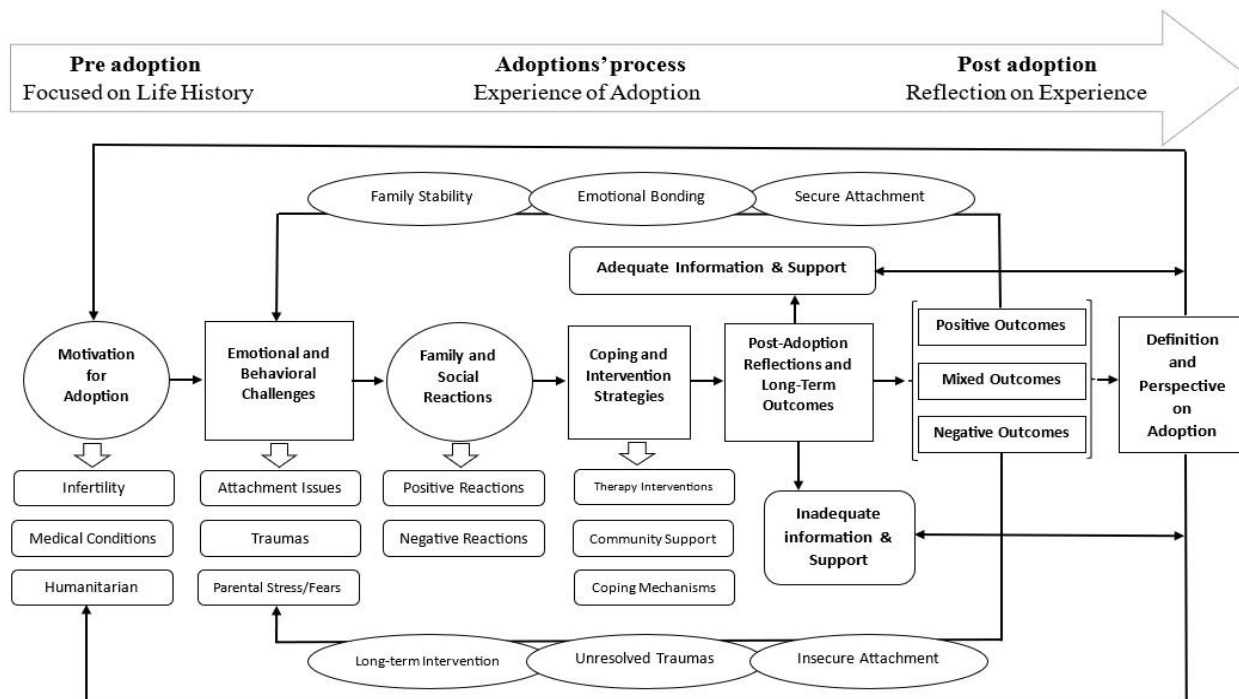 Pre adoption
Focused on Life History
Adoptions' process
Experience of Adoption
Post adoption
Reflection on Experience
Family Stability
Emotional Bonding
Secure Attachment
Adequate Information & Support
Motivation
for
Adoption
Emotional and
Behavioral
Challenges
Family and
Social
Reactions
Coping and
Intervention
Strategies
Post-Adoption
Reflections and
Long-Term
Outcomes
Positive Outcomes
Mixed Outcomes
Negative Outcomes
Definition
and
Perspective
on
Adoption
Infertility
Medical Conditions
Humanitarian
Attachment Issues
Traumas
Parental Stress/Fears
Positive Reactions
Negative Reactions
Therapy Interventions
Community Support
Coping Mechanisms
Inadequate
information &
Support
Long-term Intervention
Unresolved Traumas
Insecure Attachment